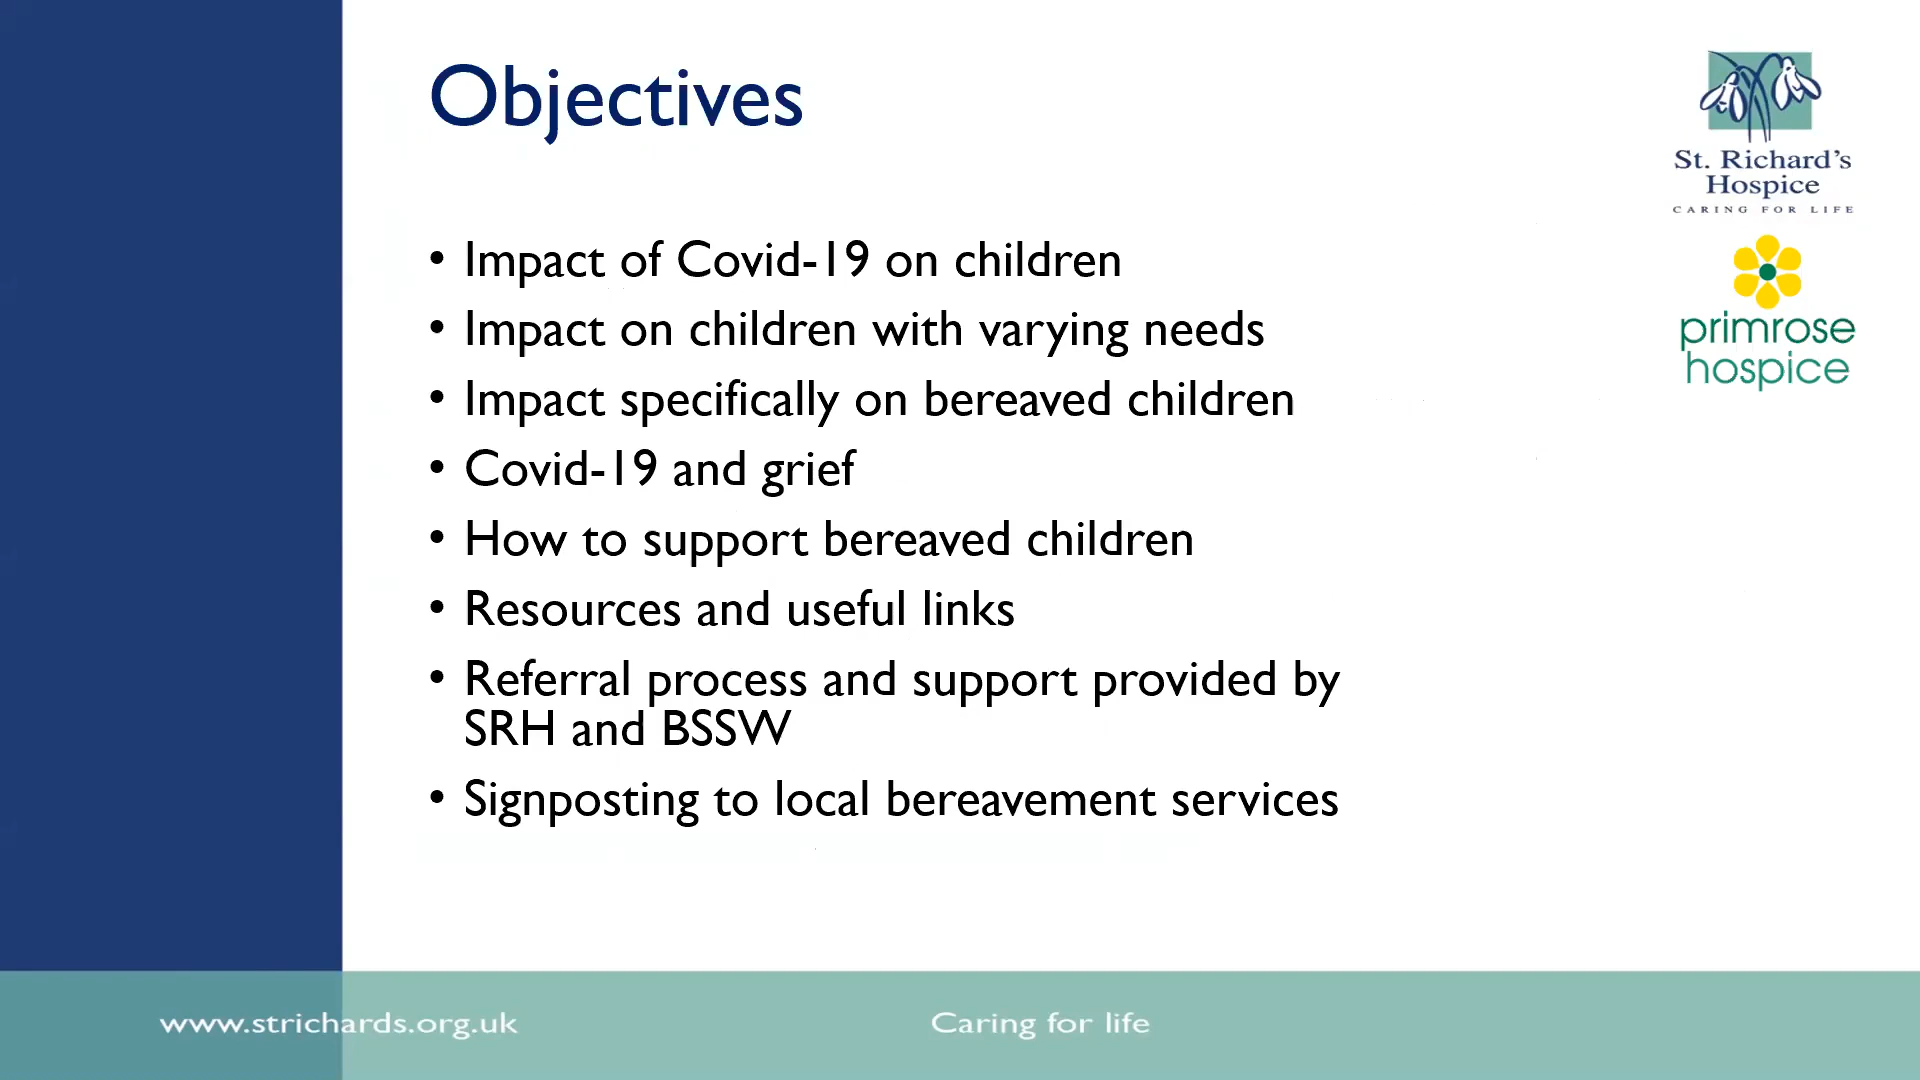 Objectives
St. Richard's
Hospice
CARING FOR LIFE
primrose
hospice
• Impact of Covid-19 on children
• Impact on children with varying needs
• Impact specifically on bereaved children
• Covid-19 and grief
• How to support bereaved children
• Resources and useful links
• Referral process and support provided by
SRH and BSSW
• Signposting to local bereavement services
www.strichards.org.uk
Caring for life